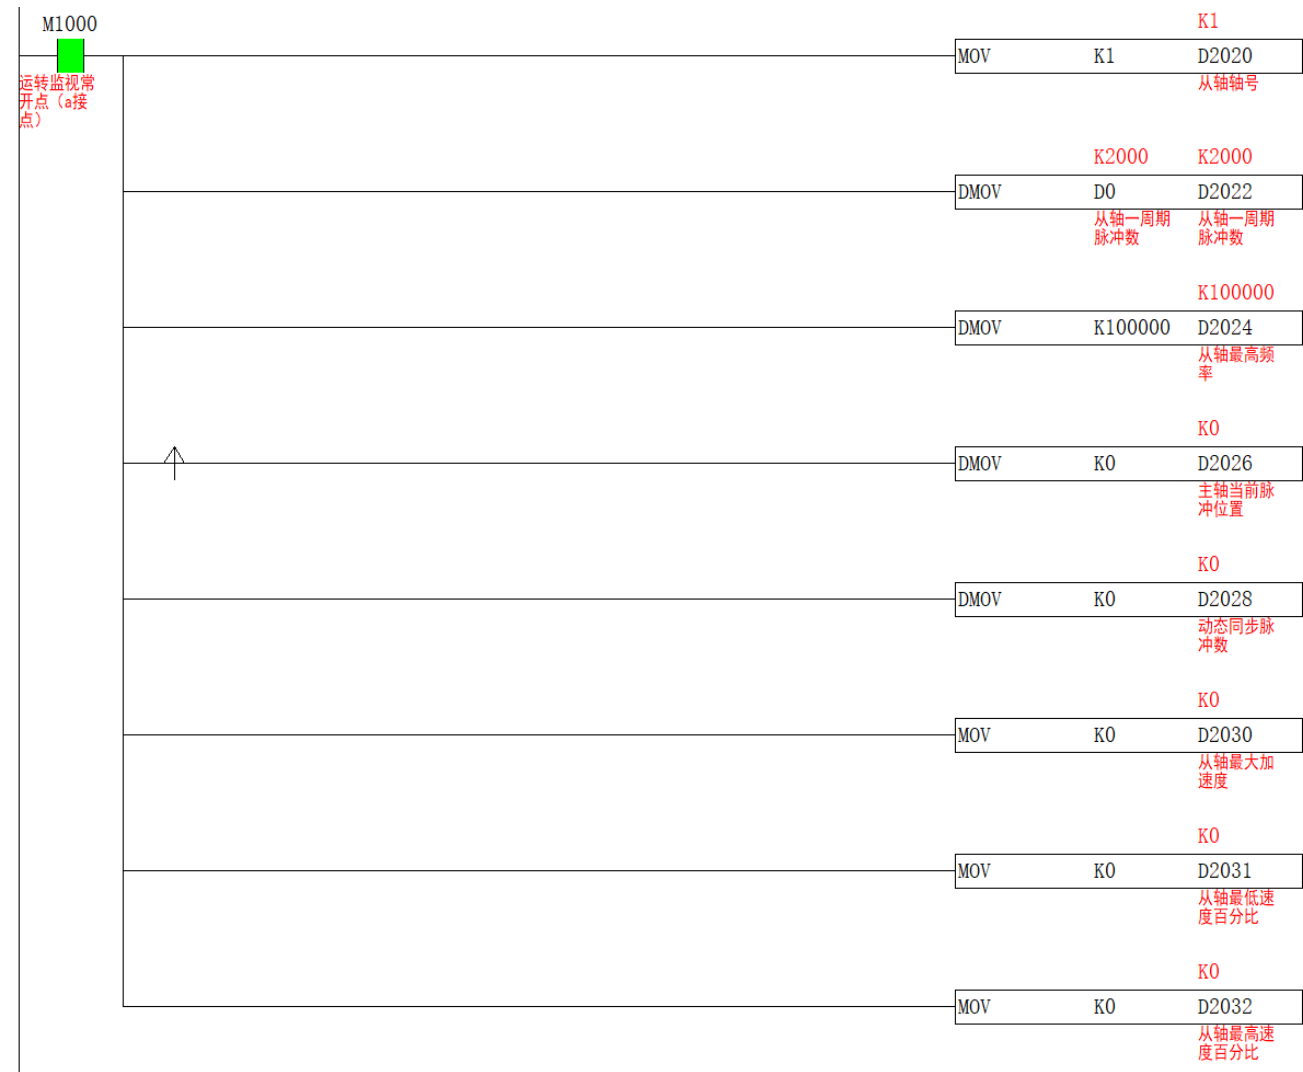 M1000
运转监视常
开点（a接
点）
K1
MOV K1 D2020
从轴轴号
K2000 K2000
DMOV D0 D2022
从轴一周期 从轴一周期
脉冲数 脉冲数
K100000
DMOV K100000 D2024
从轴最高频
率
K0
DMOV K0 D2026
主轴当前脉
冲位置
K0
DMOV K0 D2028
动态同步脉
冲数
K0
MOV K0 D2030
从轴最大加
速度
K0
MOV K0 D2031
从轴最低速
度百分比
K0
MOV K0 D2032
从轴最高速
度百分比